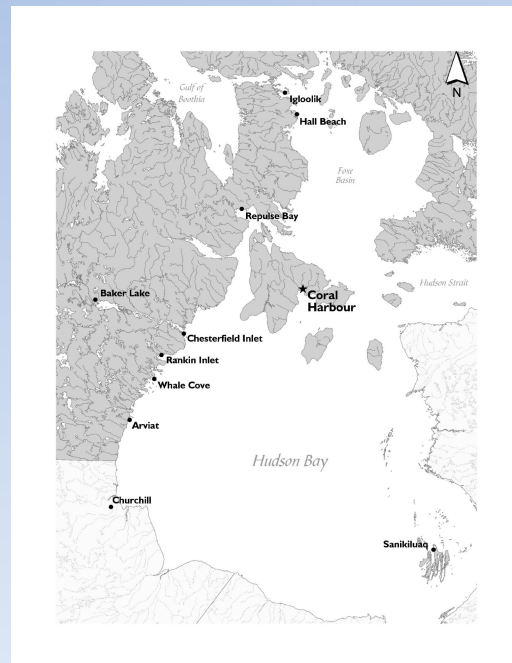 Gulf of
Boothia
N
Igloolik
Hall Beach
Foxe
Basin
Repulse Bay
Hudson Strait
Baker Lake
Coral
Harbour
Chesterfield Inlet
Rankin Inlet
Whale Cove
Arviat
Hudson Bay
Churchill
Sanikiluaq